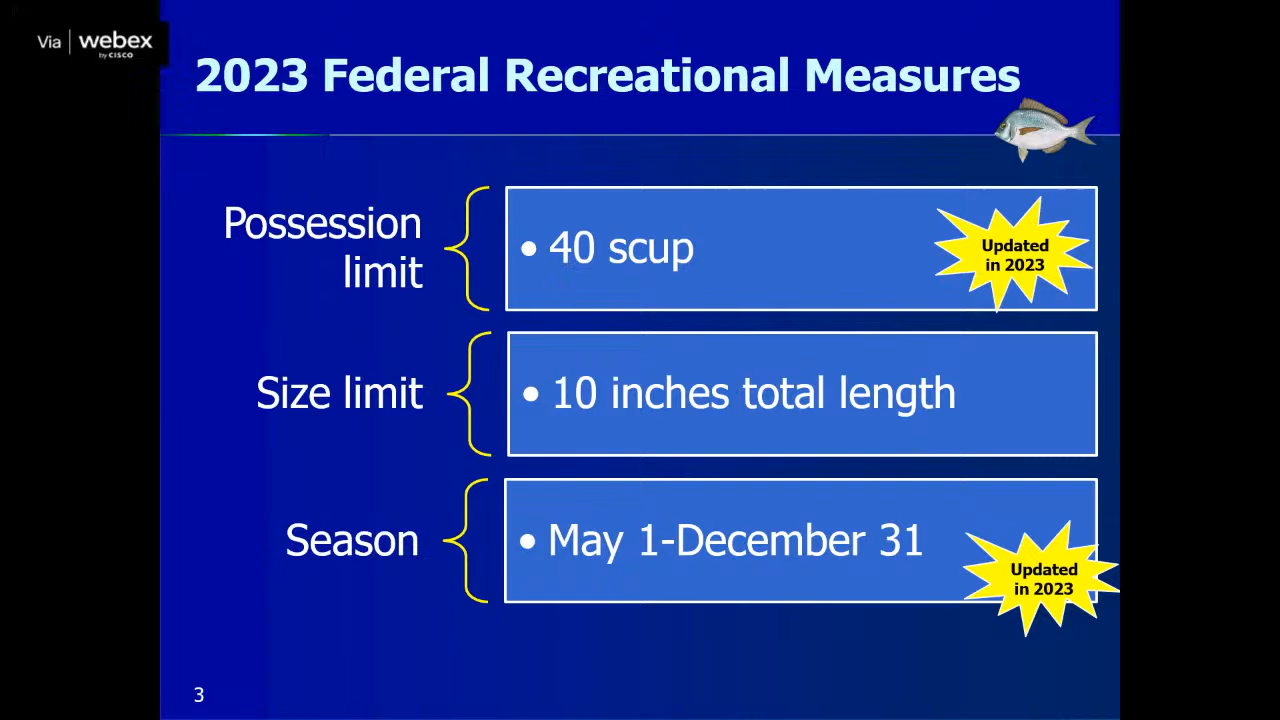 Via | webex
by CISCO
2023 Federal Recreational Measures
Possession
limit
• 40 scup
Updated
in 2023
Size limit
• 10 inches total length
Season
• May 1-December 31
Updated
in 2023
3